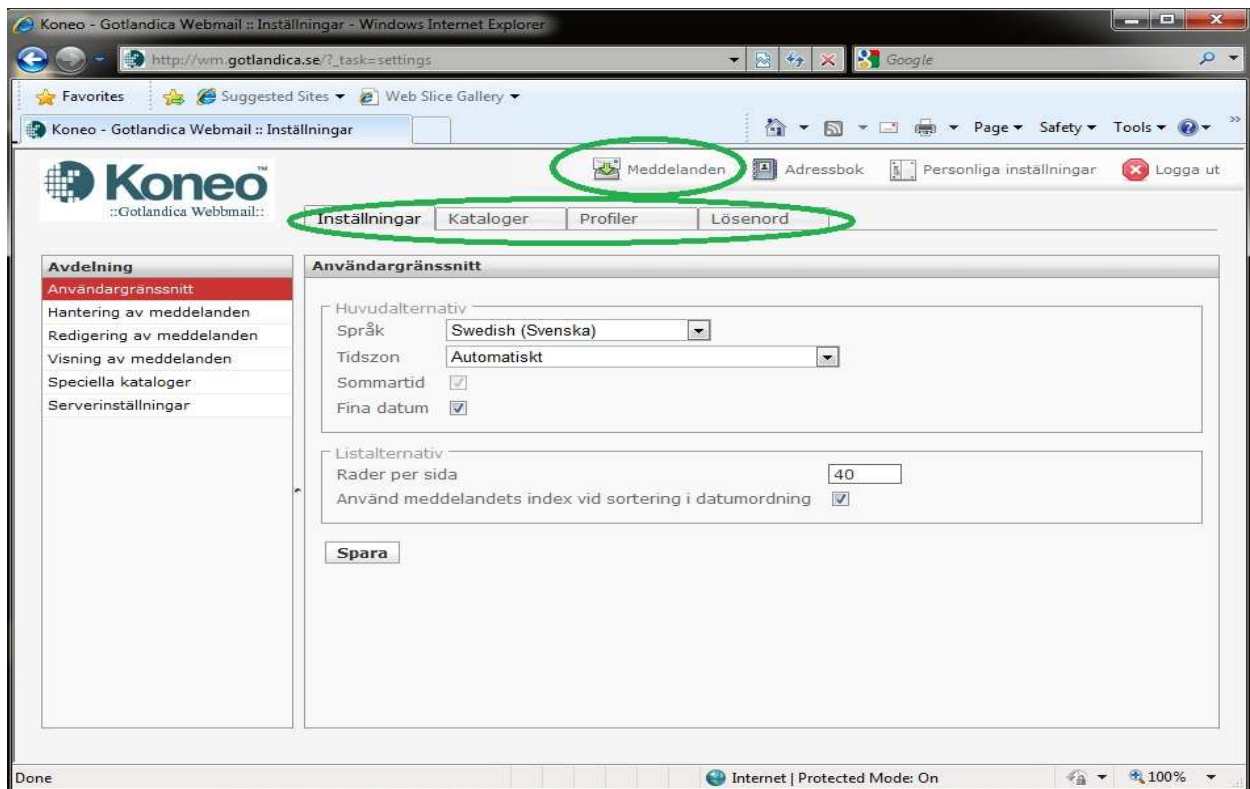 Koneo - Gotlandica Webmail :: Inställningar - Windows Internet Explorer
http://wm.gotlandica.se/?_task=settings
Google
Favorites Suggested Sites Web Slice Gallery
Koneo - Gotlandica Webmail :: Inställningar
Page Safety Tools
Koneo™
::Gotlandica Webbmail::
Meddelanden Adressbok Personliga inställningar Logga ut
Inställningar Kataloger Profiler Lösenord
Avdelning
Användargränssnitt
Hantering av meddelanden
Redigering av meddelanden
Visning av meddelanden
Speciella kataloger
Serverinställningar
Användargränssnitt
Huvudalternativ
Språk Swedish (Svenska)
Tidszon Automatiskt
Sommartid
Fina datum
Listalternativ
Rader per sida 40
Använd meddelandets index vid sortering i datumordning
Spara
Done Internet | Protected Mode: On 100%